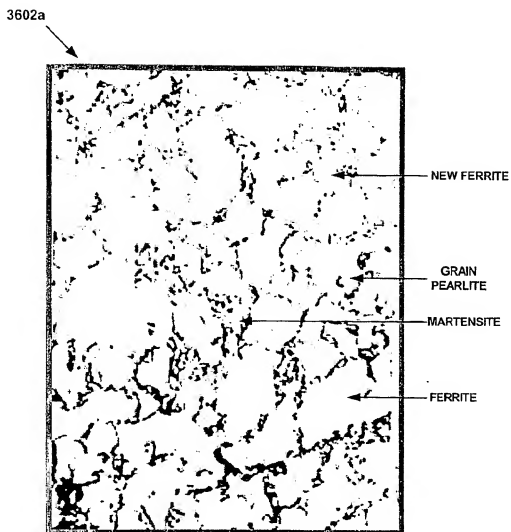 3602a
NEW FERRITE
GRAIN
PEARLITE
MARTENSITE
FERRITE